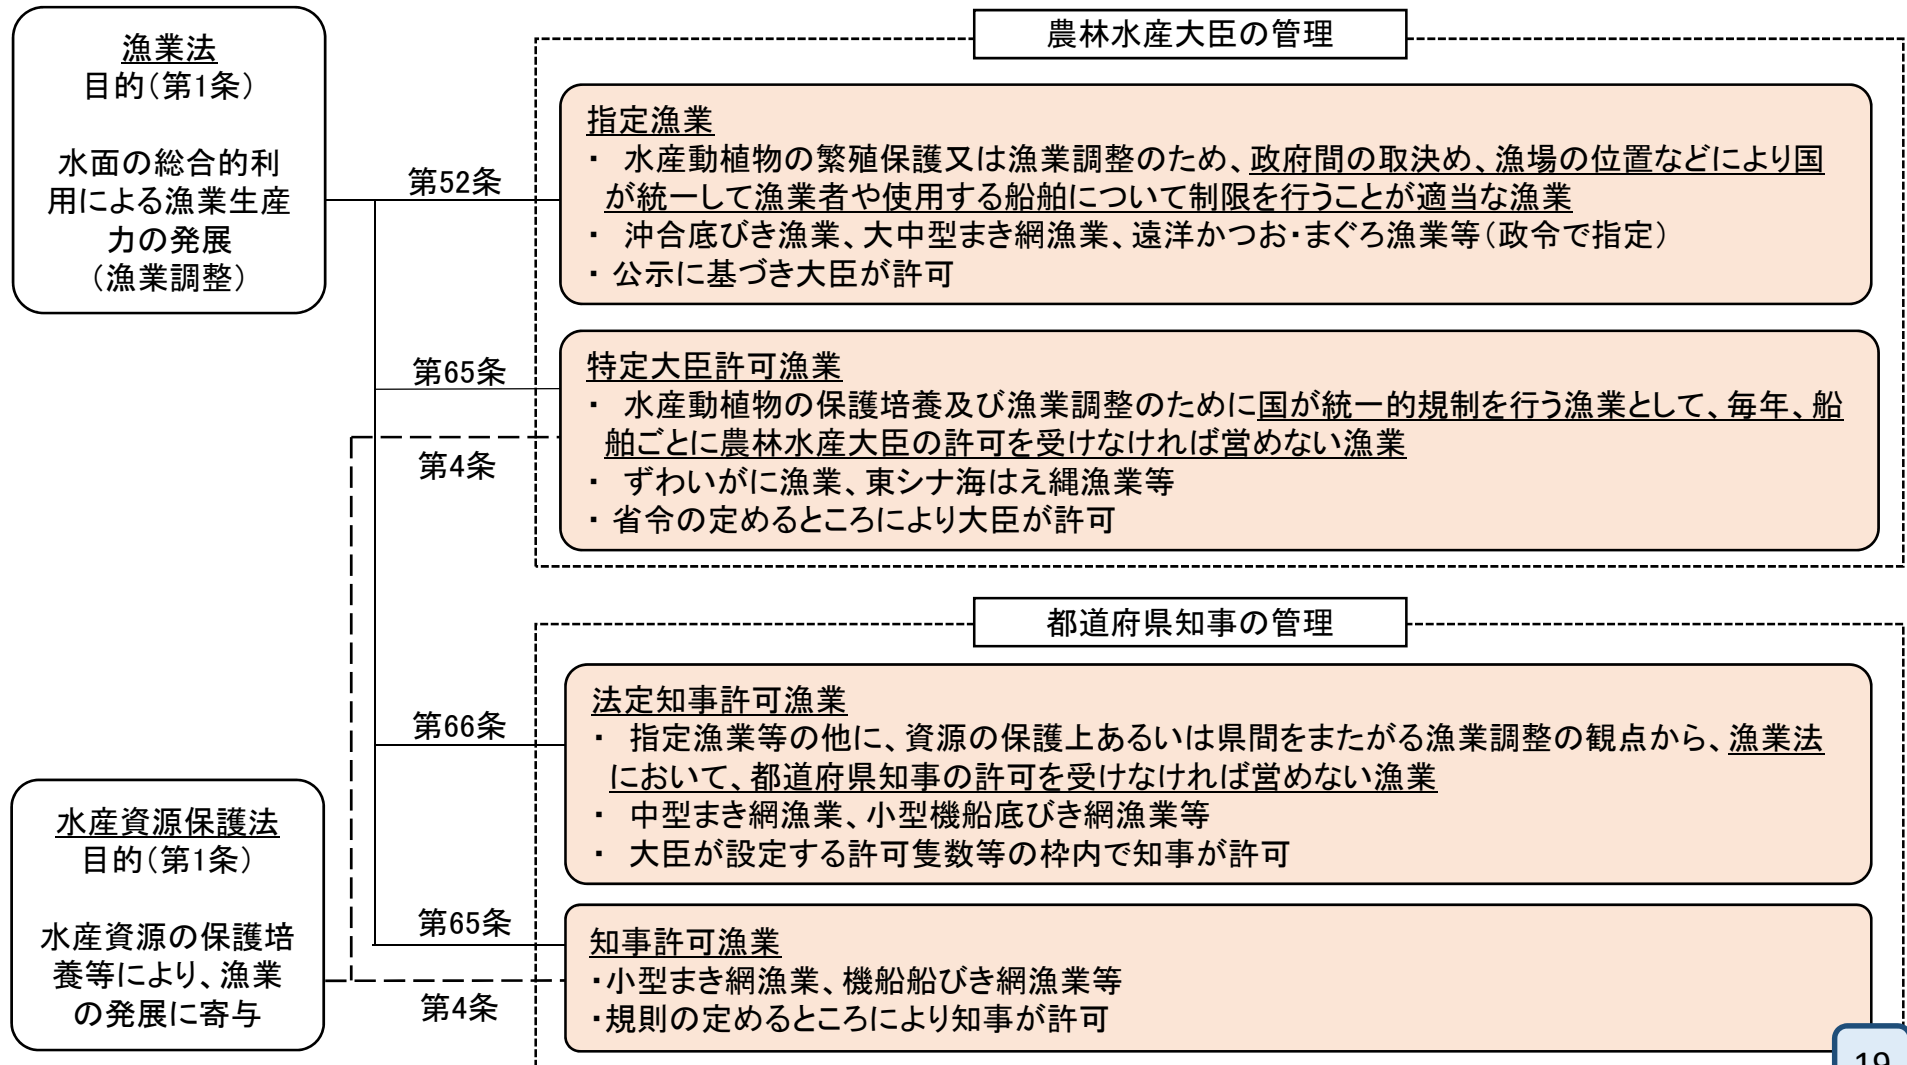 漁業法
目的(第1条)
水面の総合的利
用による漁業生産
力の発展
(漁業調整)
農林水産大臣の管理
第52条
指定漁業
・ 水産動植物の繁殖保護又は漁業調整のため、政府間の取決め、漁場の位置などにより国
が統一して漁業者や使用する船舶について制限を行うことが適当な漁業
・ 沖合底びき漁業、大中型まき網漁業、遠洋かつお・まぐろ漁業等(政令で指定)
・公示に基づき大臣が許可
第65条
第4条
特定大臣許可漁業
・ 水産動植物の保護培養及び漁業調整のために国が統一的規制を行う漁業として、毎年、船
舶ごとに農林水産大臣の許可を受けなければ営めない漁業
・ ずわいがに漁業、東シナ海はえ縄漁業等
・省令の定めるところにより大臣が許可
都道府県知事の管理
第66条
法定知事許可漁業
・ 指定漁業等の他に、資源の保護上あるいは県間をまたがる漁業調整の観点から、漁業法
において、都道府県知事の許可を受けなければ営めない漁業
・ 中型まき網漁業、小型機船底びき網漁業等
・ 大臣が設定する許可隻数等の枠内で知事が許可
水産資源保護法
目的(第1条)
水産資源の保護培
養等により、漁業
の発展に寄与
第65条
第4条
知事許可漁業
・小型まき網漁業、機船船びき網漁業等
・規則の定めるところにより知事が許可
19